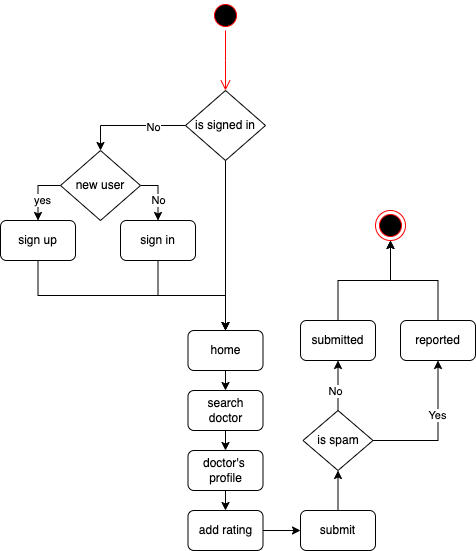 is signed in
No
new user
yes
No
sign up
sign in
home
submitted
reported
No
Yes
search
doctor
is spam
doctor's
profile
add rating
submit